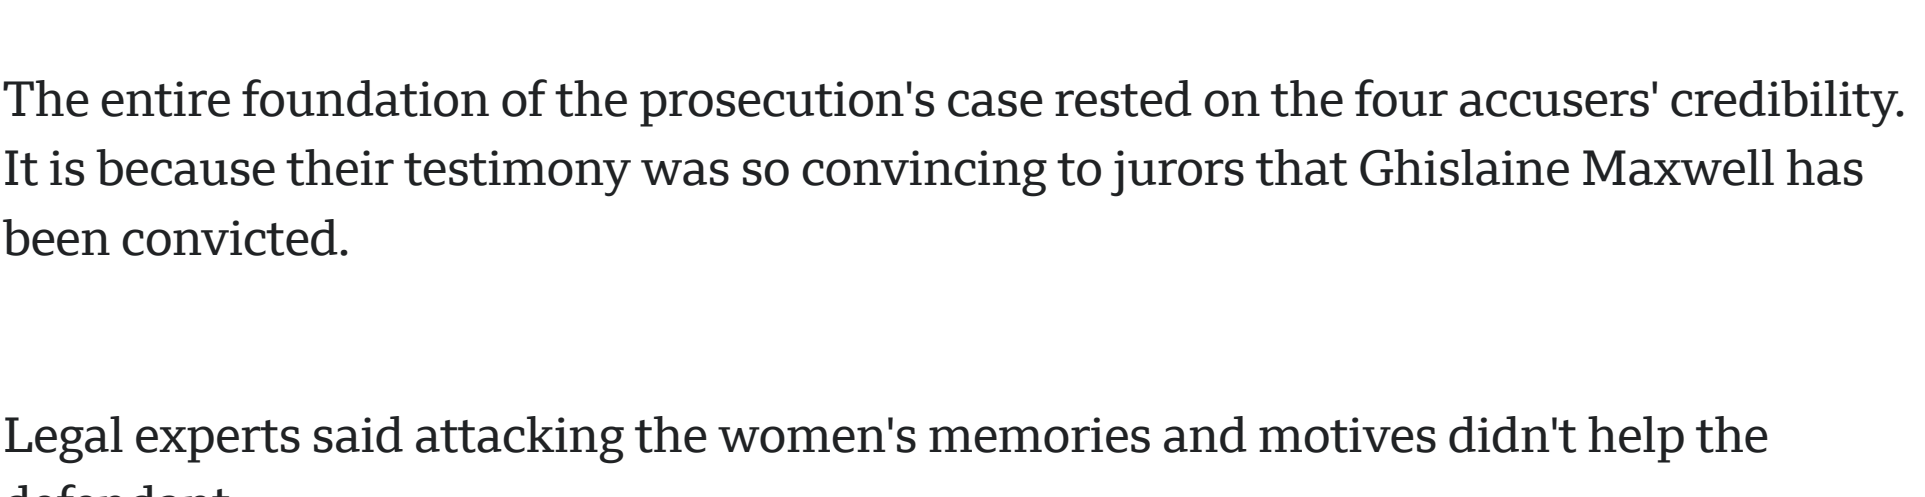 The entire foundation of the prosecution's case rested on the four accusers' credibility.
It is because their testimony was so convincing to jurors that Ghislaine Maxwell has
been convicted.
Legal experts said attacking the women's memories and motives didn't help the
defendant.